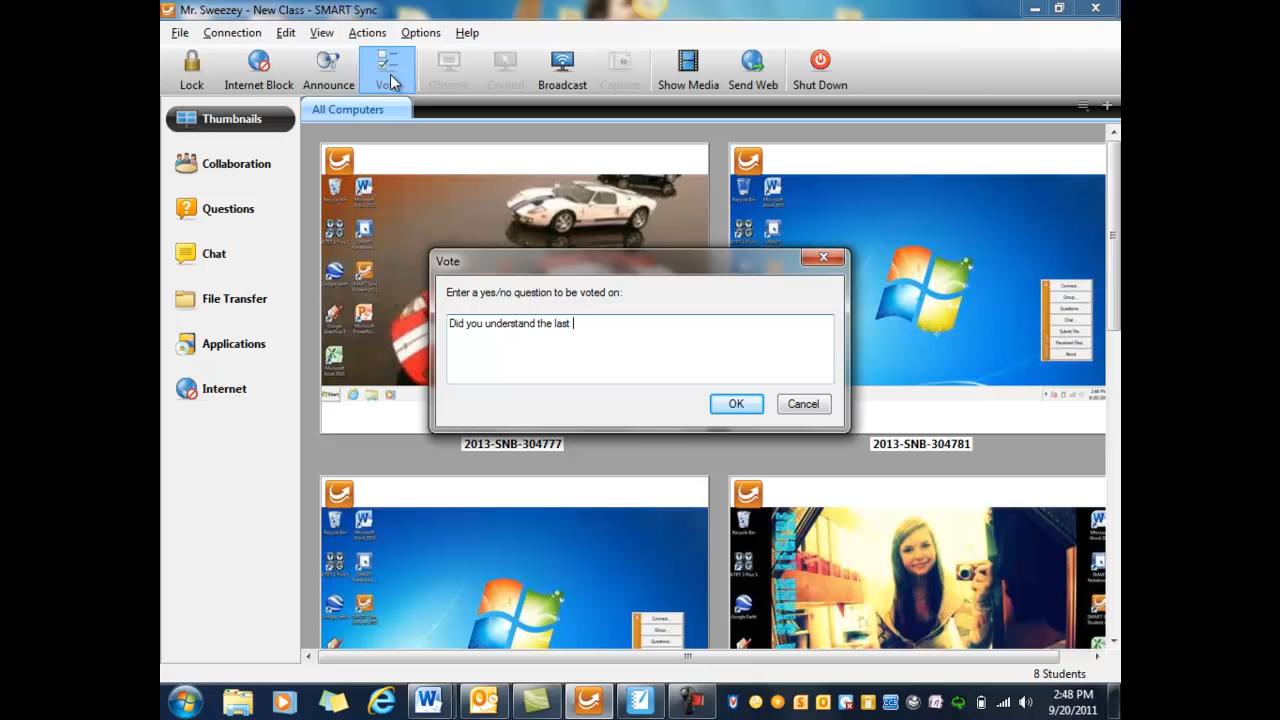 Mr. Sweezey - New Class - SMART Sync
File Connection Edit View Actions Options Help
Lock Internet Block Announce Broadcast Show Media Send Web Shut Down
All Computers
Thumbnails
Collaboration
Questions
Chat
File Transfer
Applications
Internet
Vote
Enter a yes/no question to be voted on:
Did you understand the last
OK Cancel
2013-SNB-304777
2013-SNB-304781
8 Students
2:48 PM
9/20/2011